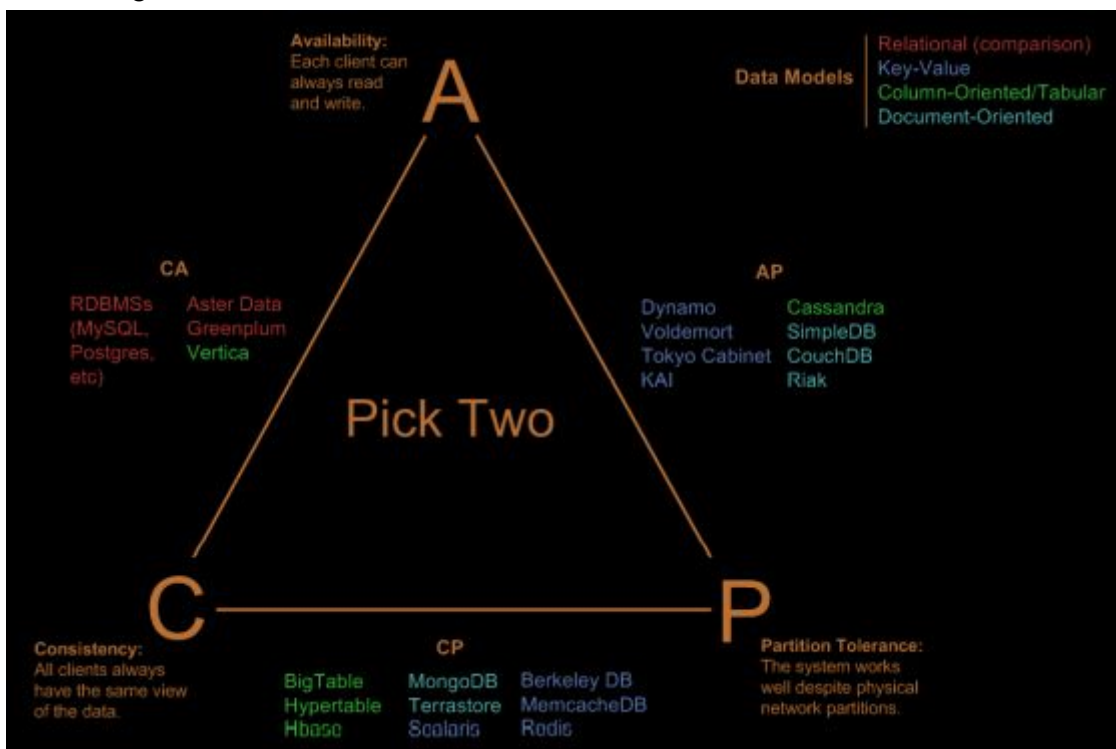 Availability:
Each client can
always read
and write.
A
Data Models
Relational (comparison)
Key-Value
Column-Oriented/Tabular
Document-Oriented
CA
RDBMSs
(MySQL,
Postgres,
etc)
Aster Data
Greenplum
Vertica
AP
Dynamo
Voldemort
Tokyo Cabinet
KAI
Cassandra
SimpleDB
CouchDB
Riak
Pick Two
C
Consistency:
All clients always
have the same view
of the data.
CP
BigTable
Hypertable
Hbase
MongoDB
Terrastore
Scalaris
Berkeley DB
MemcacheDB
Redis
P
Partition Tolerance:
The system works
well despite physical
network partitions.